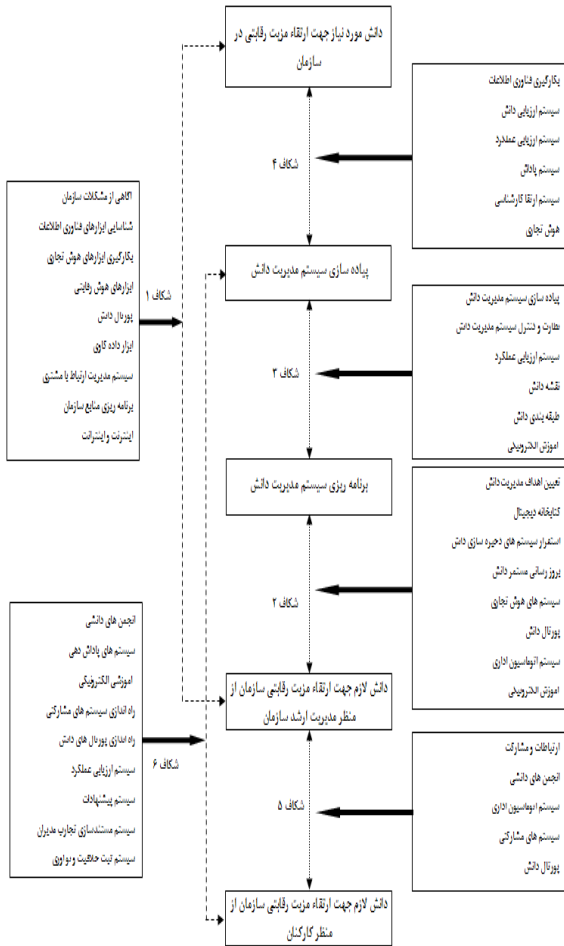 دانش مورد نیاز جهت ارتقاء مزیت رقابتی در
سازمان
بکارگیری فناوری اطلاعات
سیستم ارزیابی دانش
سیستم ارزیابی عملکرد
سیستم پاداش
سیستم ارتقا کارشناسی
هوش تجاری
شکاف ۴
آگاهی از مشکلات سازمان
شناسایی ابزارهای فناوری اطلاعات
بکارگیری ابزارهای هوش تجاری
ابزارهای هوش رقابتی
پورتال دانش
ابزار داده کاوی
سیستم مدیریت ارتباط با مشتری
برنامه ریزی منابع سازمان
اینترنت و اینترانت
شکاف ۱
پیاده سازی سیستم مدیریت دانش
پیاده سازی سیستم مدیریت دانش
نظارت و کنترل سیستم مدیریت دانش
سیستم ارزیابی عملکرد
نقشه دانش
طبقه بندی دانش
آموزش الکترونیکی
شکاف ۳
برنامه ریزی سیستم مدیریت دانش
تعیین اهداف مدیریت دانش
کتابخانه دیجیتال
استقرار سیستم های ذخیره سازی دانش
بروز رسانی مستمر دانش
سیستم های هوش تجاری
پورتال دانش
سیستم اتوماسیون اداری
آموزش الکترونیکی
شکاف ۲
دانش لازم جهت ارتقاء مزیت رقابتی سازمان از
منظر مدیریت ارشد سازمان
انجمن های دانشی
سیستم های پاداش دهی
آموزشی الکترونیکی
راه اندازی سیستم های مشارکتی
راه اندازی پورتال های دانش
سیستم ارزیابی عملکرد
سیستم پیشنهادات
سیستم مستندسازی تجارب مدیران
سیستم ثبت خلاقیت و نوآوری
شکاف ۶
ارتباطات و مشارکت
انجمن های دانشی
سیستم اتوماسیون اداری
سیستم های مشارکتی
پورتال دانش
شکاف ۵
دانش لازم جهت ارتقاء مزیت رقابتی سازمان از
منظر کارکنان